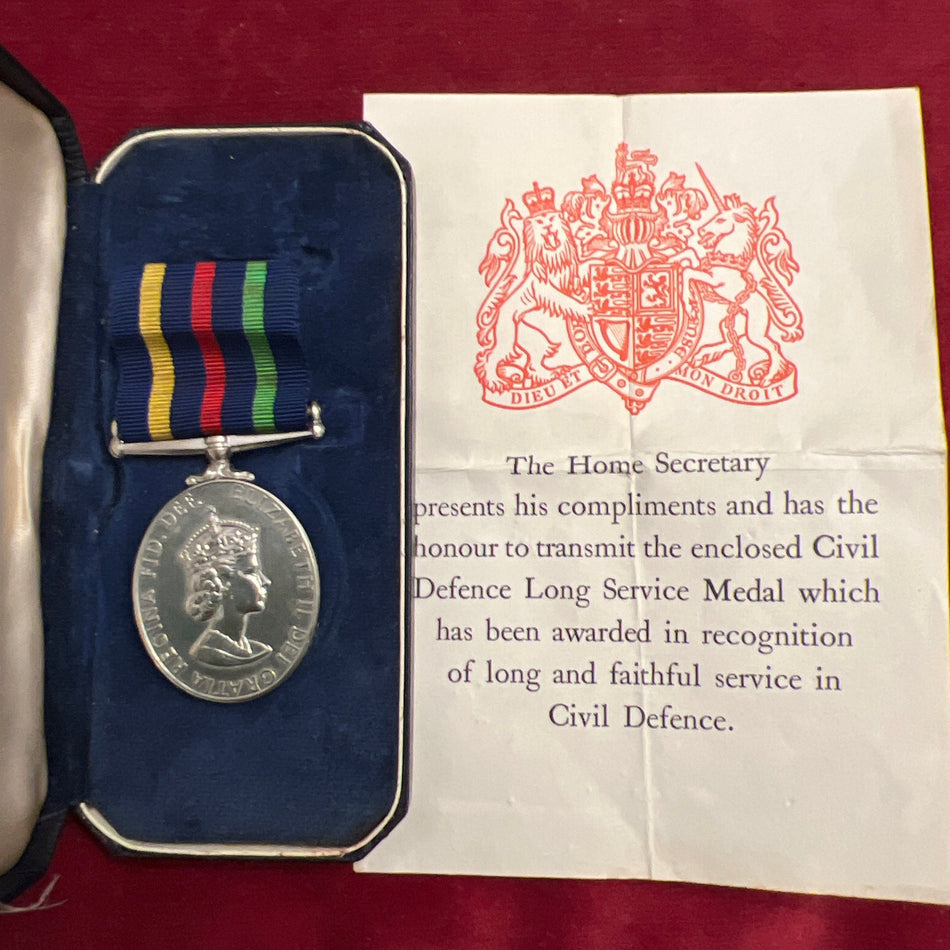 ELIZABETH II DEI GRATIA REGINA FID. DEF.
DIEU ET MON DROIT
The Home Secretary
presents his compliments and has the
honour to transmit the enclosed Civil
Defence Long Service Medal which
has been awarded in recognition
of long and faithful service in
Civil Defence.